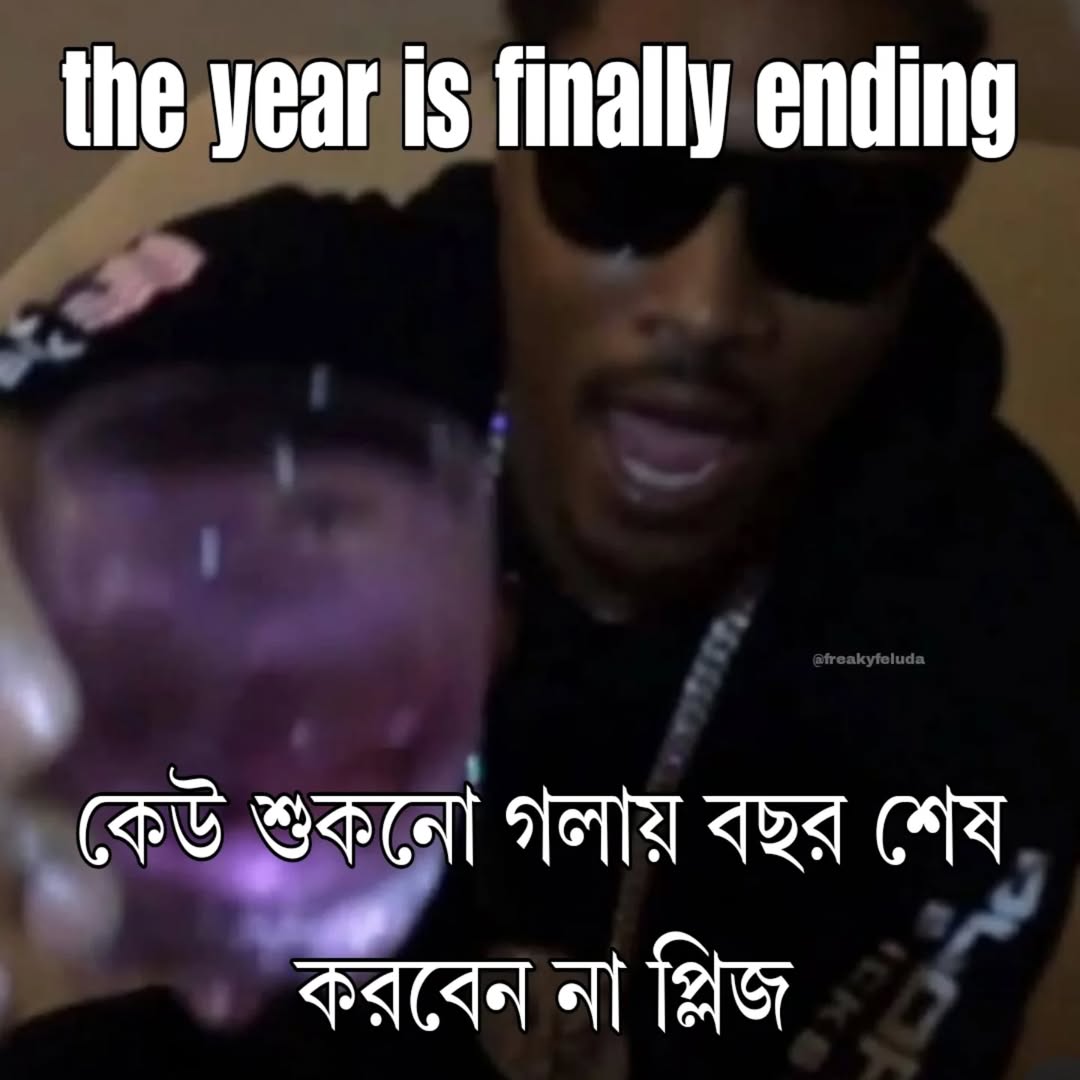 the year is finally ending
@freakyfeluda
কেউ শুকনো গলায় বছর শেষ
করবেন না প্লিজ